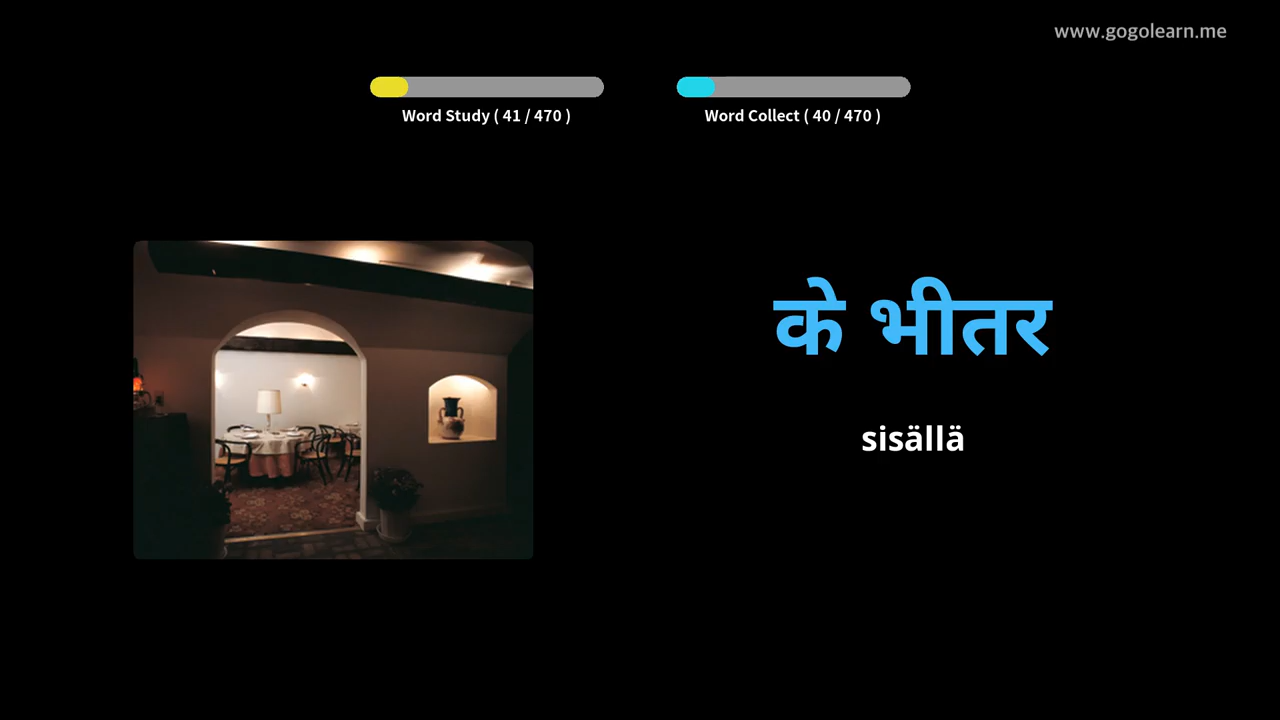 www.gogolearn.me
Word Study ( 41 / 470 )
Word Collect ( 40 / 470 )
के भीतर
sisällä